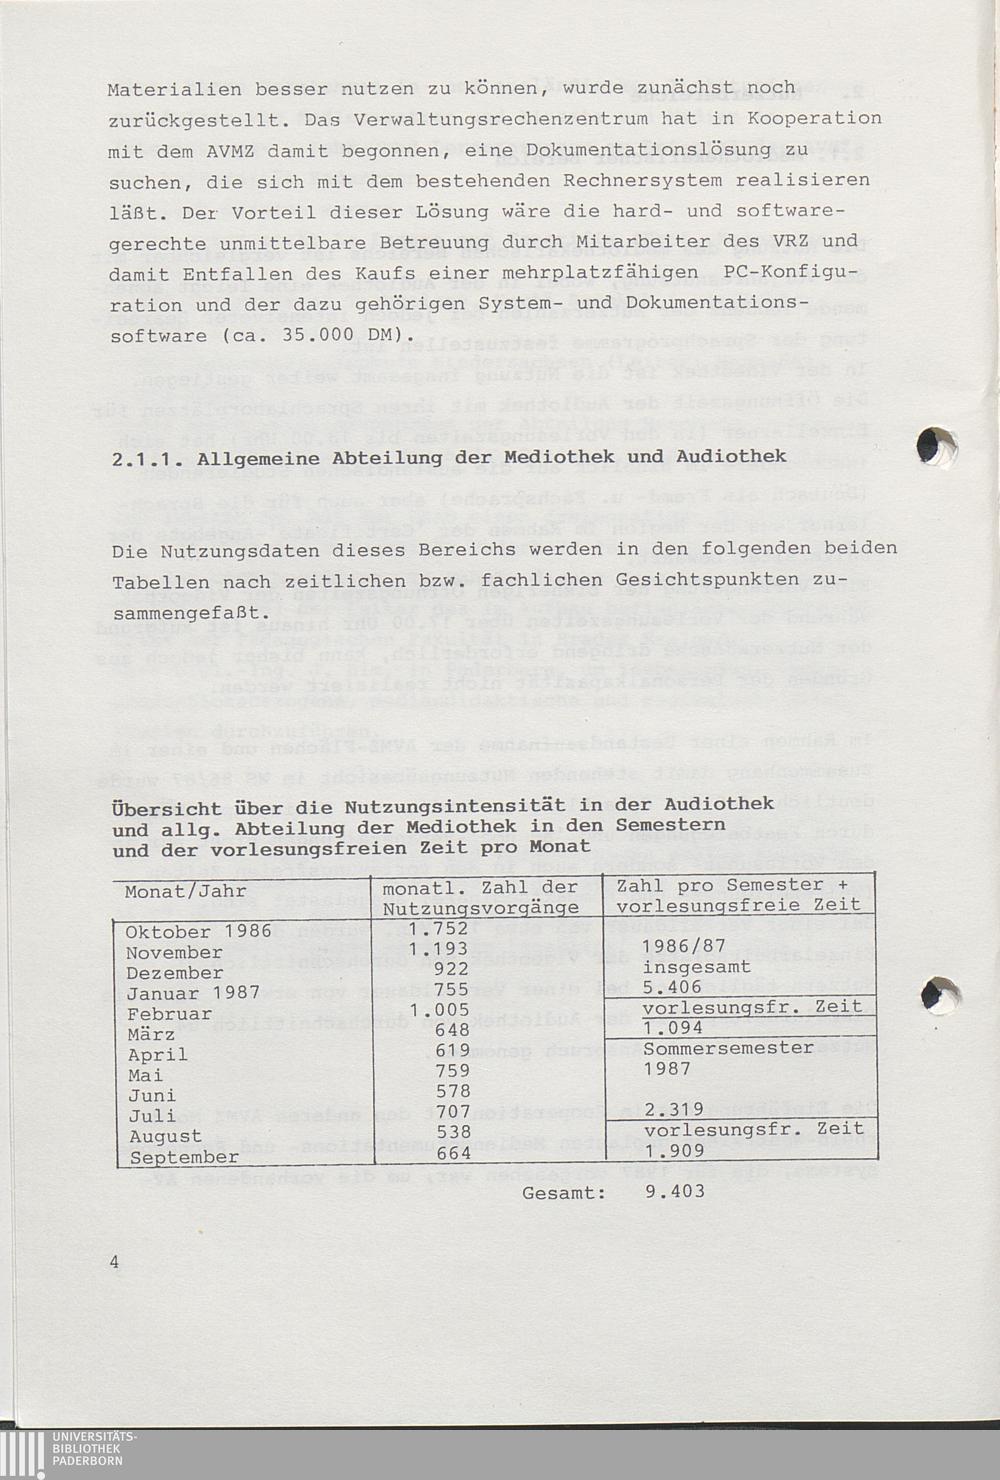 Materialien besser nutzen zu können, wurde zunächst noch
zurückgestellt. Das Verwaltungsrechenzentrum hat in Kooperation
mit dem AVMZ damit begonnen, eine Dokumentationslösung zu
suchen, die sich mit dem bestehenden Rechnersystem realisieren
läßt. Der Vorteil dieser Lösung wäre die hard- und software-
gerechte unmittelbare Betreuung durch Mitarbeiter des VRZ und
damit Entfallen des Kaufs einer mehrplatzfähigen PC-Konfigu-
ration und der dazu gehörigen System- und Dokumentations-
software (ca. 35.000 DM).
2.1.1. Allgemeine Abteilung der Mediothek und Audiothek
Die Nutzungsdaten dieses Bereichs werden in den folgenden beiden
Tabellen nach zeitlichen bzw. fachlichen Gesichtspunkten zu-
sammengefaßt.
Übersicht über die Nutzungsintensität in der Audiothek
und allg. Abteilung der Mediothek in den Semestern
und der vorlesungsfreien Zeit pro Monat
Monat/Jahr monatl. Zahl der Zahl pro Semester +
Nutzungsvorgänge vorlesungsfreie Zeit
Oktober 1986 1.752
November 1.193 1986/87
Dezember 922 insgesamt
Januar 1987 755 5.406
Februar 1.005 vorlesungsfr. Zeit
März 648 1.094
April 619 Sommersemester
Mai 759 1987
Juni 578
Juli 707 2.319
August 538 vorlesungsfr. Zeit
September 664 1.909
Gesamt: 9.403
4
UNIVERSITÄTS-
BIBLIOTHEK
PADERBORN